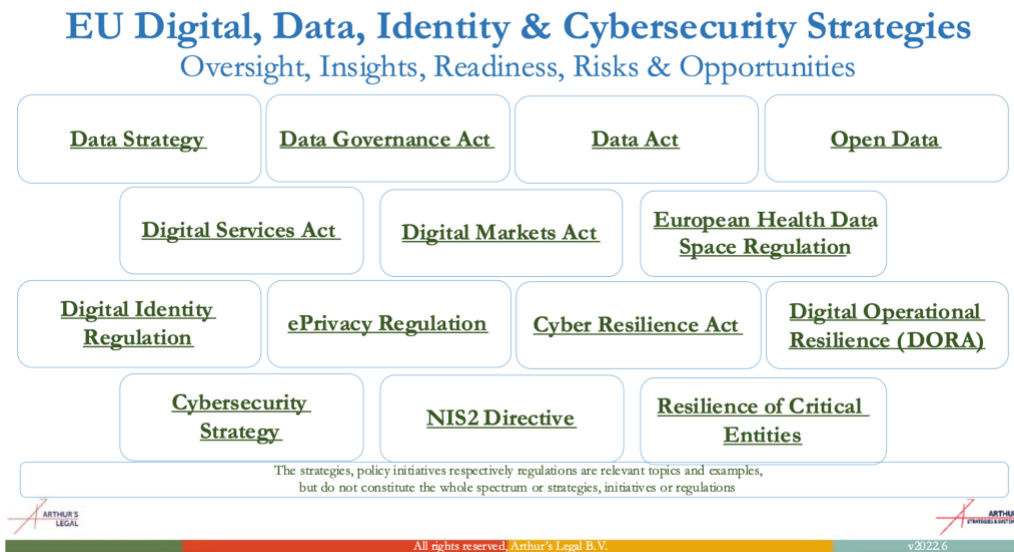 EU Digital, Data, Identity & Cybersecurity Strategies
Oversight, Insights, Readiness, Risks & Opportunities
Data Strategy
Data Governance Act
Data Act
Open Data
Digital Services Act
Digital Markets Act
European Health Data
Space Regulation
Digital Identity
Regulation
ePrivacy Regulation
Cyber Resilience Act
Digital Operational
Resilience (DORA)
Cybersecurity
Strategy
NIS2 Directive
Resilience of Critical
Entities
The strategies, policy initiatives respectively regulations are relevant topics and examples,
but do not constitute the whole spectrum or strategies, initiatives or regulations
ARTHUR'S
LEGAL
ARTHU
STRATEGIES & SYSTEM
All rights reserved, Arthur's Legal B.V.
v2022.6